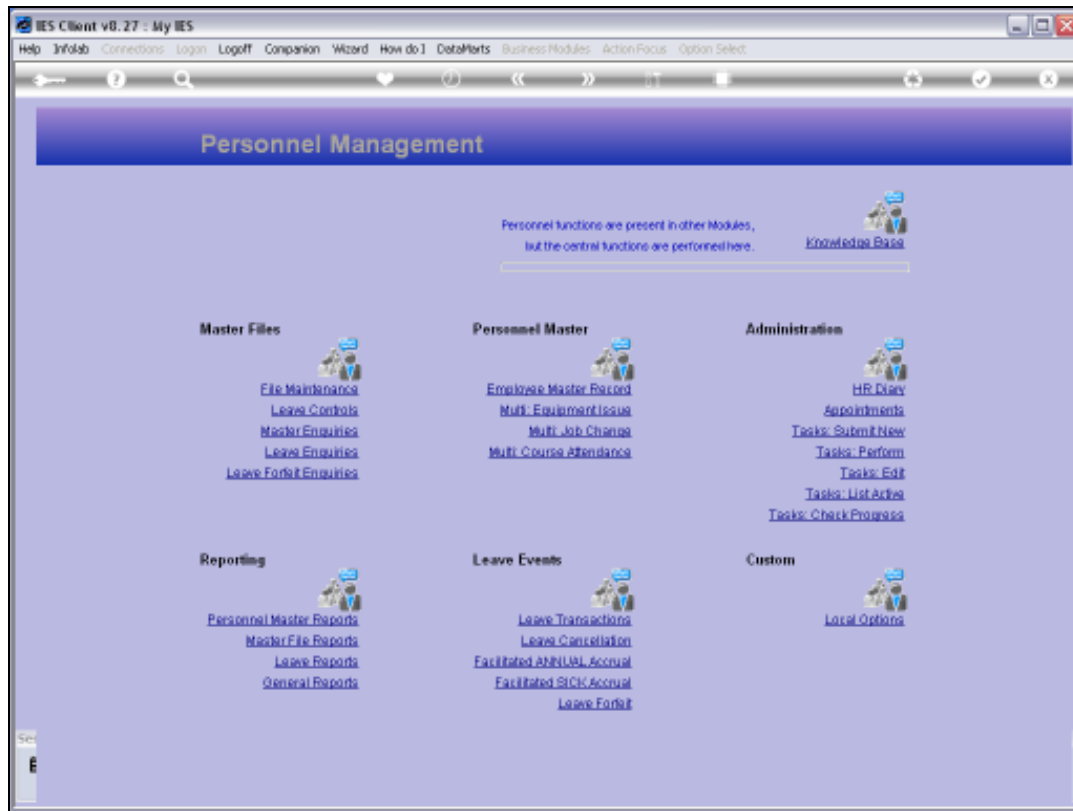 IES Client v8.27 : My IES
Help Infolab Connections Logon Logoff Companion Wizard How do I DataMarts Business Modules Action Focus Option Select
Personnel Management
Personnel functions are present in other Modules,
but the central functions are performed here.
Knowledge Base
Master Files
File Maintenance
Leave Controls
Master Enquiries
Leave Enquiries
Leave Forfeit Enquiries
Personnel Master
Employee Master Record
Multi: Equipment Issue
Multi: Job Change
Multi: Course Attendance
Administration
HR Diary
Appointments
Tasks: Submit New
Tasks: Perform
Tasks: Edit
Tasks: List Active
Tasks: Check Progress
Reporting
Personnel Master Reports
Master File Reports
Leave Reports
General Reports
Leave Events
Leave Transactions
Leave Cancellation
Facilitated ANNUAL Accrual
Facilitated SICK Accrual
Leave Forfeit
Custom
Local Options